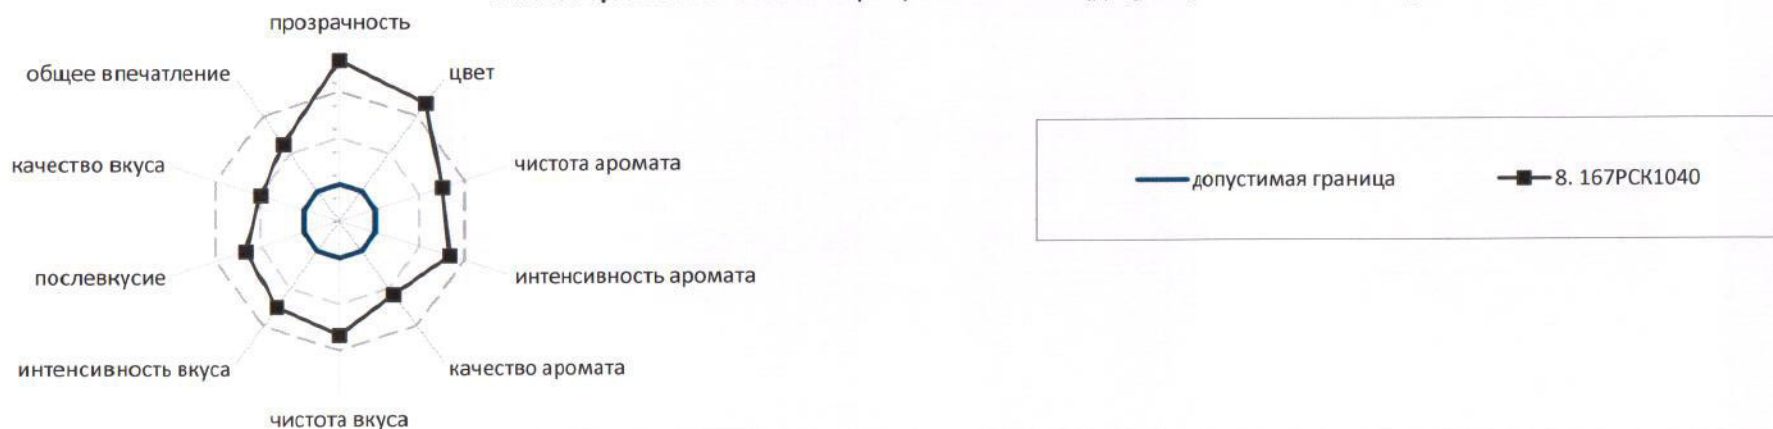 прозрачность
общее впечатление
цвет
качество вкуса
чистота аромата
допустимая граница
8. 167РСК1040
послевкусие
интенсивность аромата
интенсивность вкуса
качество аромата
чистота вкуса